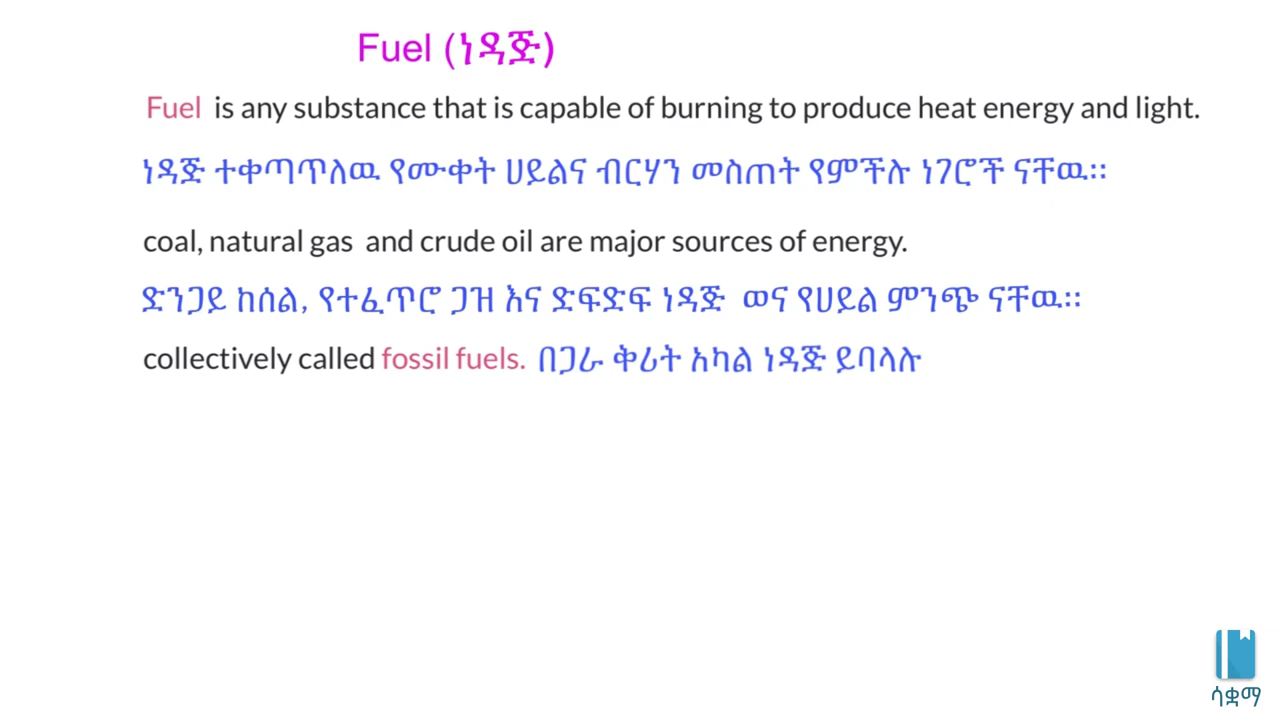 Fuel (ነዳጅ)
Fuel is any substance that is capable of burning to produce heat energy and light.
ነዳጅ ተቀጣጥለዉ የሙቀት ሀይልና ብርሃን መስጠት የምችሉ ነገሮች ናቸዉ፡፡
coal, natural gas and crude oil are major sources of energy.
ድንጋይ ከሰል, የተፈጥሮ ጋዝ እና ድፍድፍ ነዳጅ ወና የሀይል ምንጭ ናቸዉ፡፡
collectively called fossil fuels. በጋራ ቅሪት አካል ነዳጅ ይባላሉ
ሳቋማ